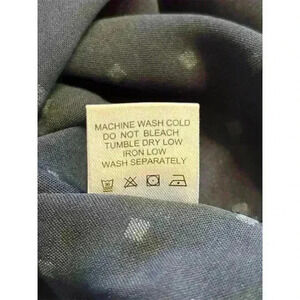 MACHINE WASH COLD
DO NOT BLEACH
TUMBLE DRY LOW
IRON LOW
WASH SEPARATELY